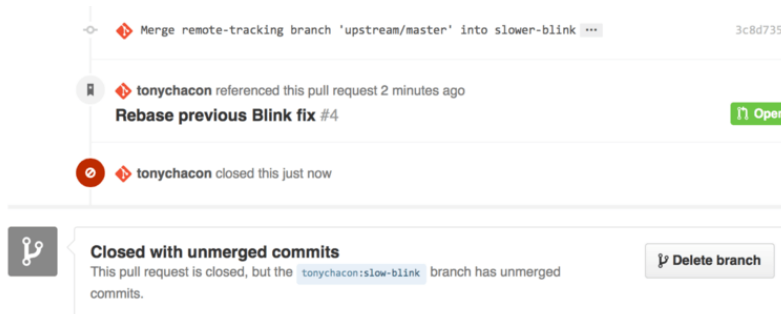 Merge remote-tracking branch 'upstream/master' into slower-blink ... 3c8d735
tonychacon referenced this pull request 2 minutes ago
Rebase previous Blink fix #4
Open
tonychacon closed this just now
Closed with unmerged commits
Delete branch
This pull request is closed, but the tonychacon:slow-blink branch has unmerged
commits.